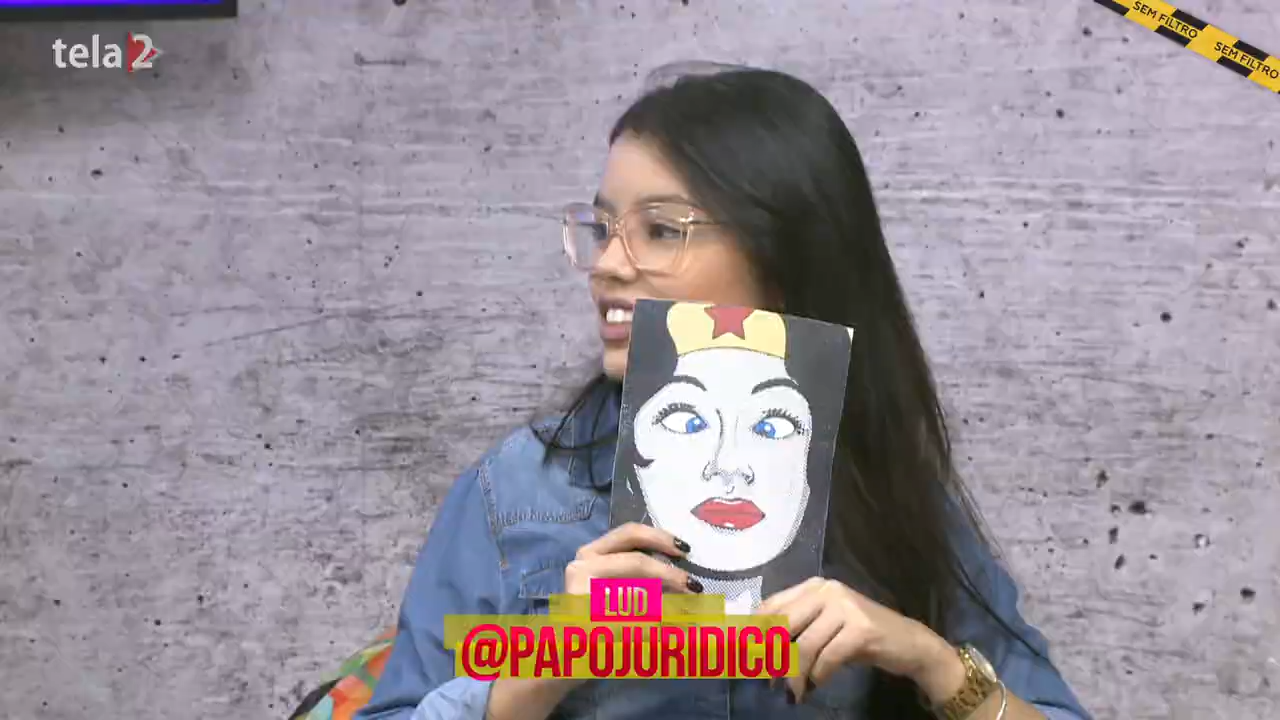 tela2
SEM FILTRO
SEM FILTRO
LUD
@PAPOJURIDICO